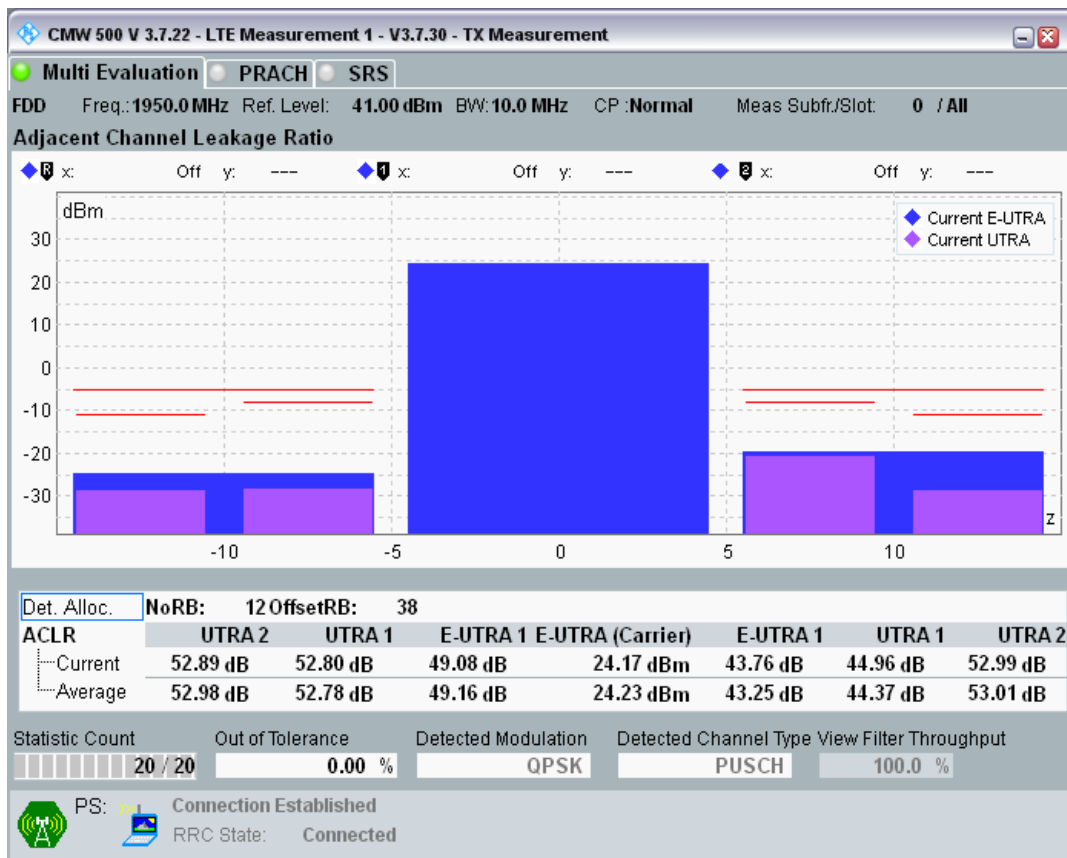 CMW 500 V 3.7.22 - LTE Measurement 1 - V3.7.30 - TX Measurement
Multi Evaluation PRACH SRS
FDD Freq.: 1950.0 MHz Ref. Level: 41.00 dBm BW: 10.0 MHz CP :Normal Meas Subfr./Slot: 0 / All
Adjacent Channel Leakage Ratio
R x: Off y: --- 1 x: Off y: --- 2 x: Off y: ---
dBm
Current E-UTRA
Current UTRA
30
20
10
0
-10
-20
-30
z
-10 -5 0 5 10
Det. Alloc. NoRB: 12 OffsetRB: 38
ACLR UTRA 2 UTRA 1 E-UTRA 1 E-UTRA (Carrier) E-UTRA 1 UTRA 1 UTRA 2
Current 52.89 dB 52.80 dB 49.08 dB 24.17 dBm 43.76 dB 44.96 dB 52.99 dB
Average 52.98 dB 52.78 dB 49.16 dB 24.23 dBm 43.25 dB 44.37 dB 53.01 dB
Statistic Count Out of Tolerance Detected Modulation Detected Channel Type View Filter Throughput
20 / 20 0.00 % QPSK PUSCH 100.0 %
PS: Connection Established
RRC State: Connected